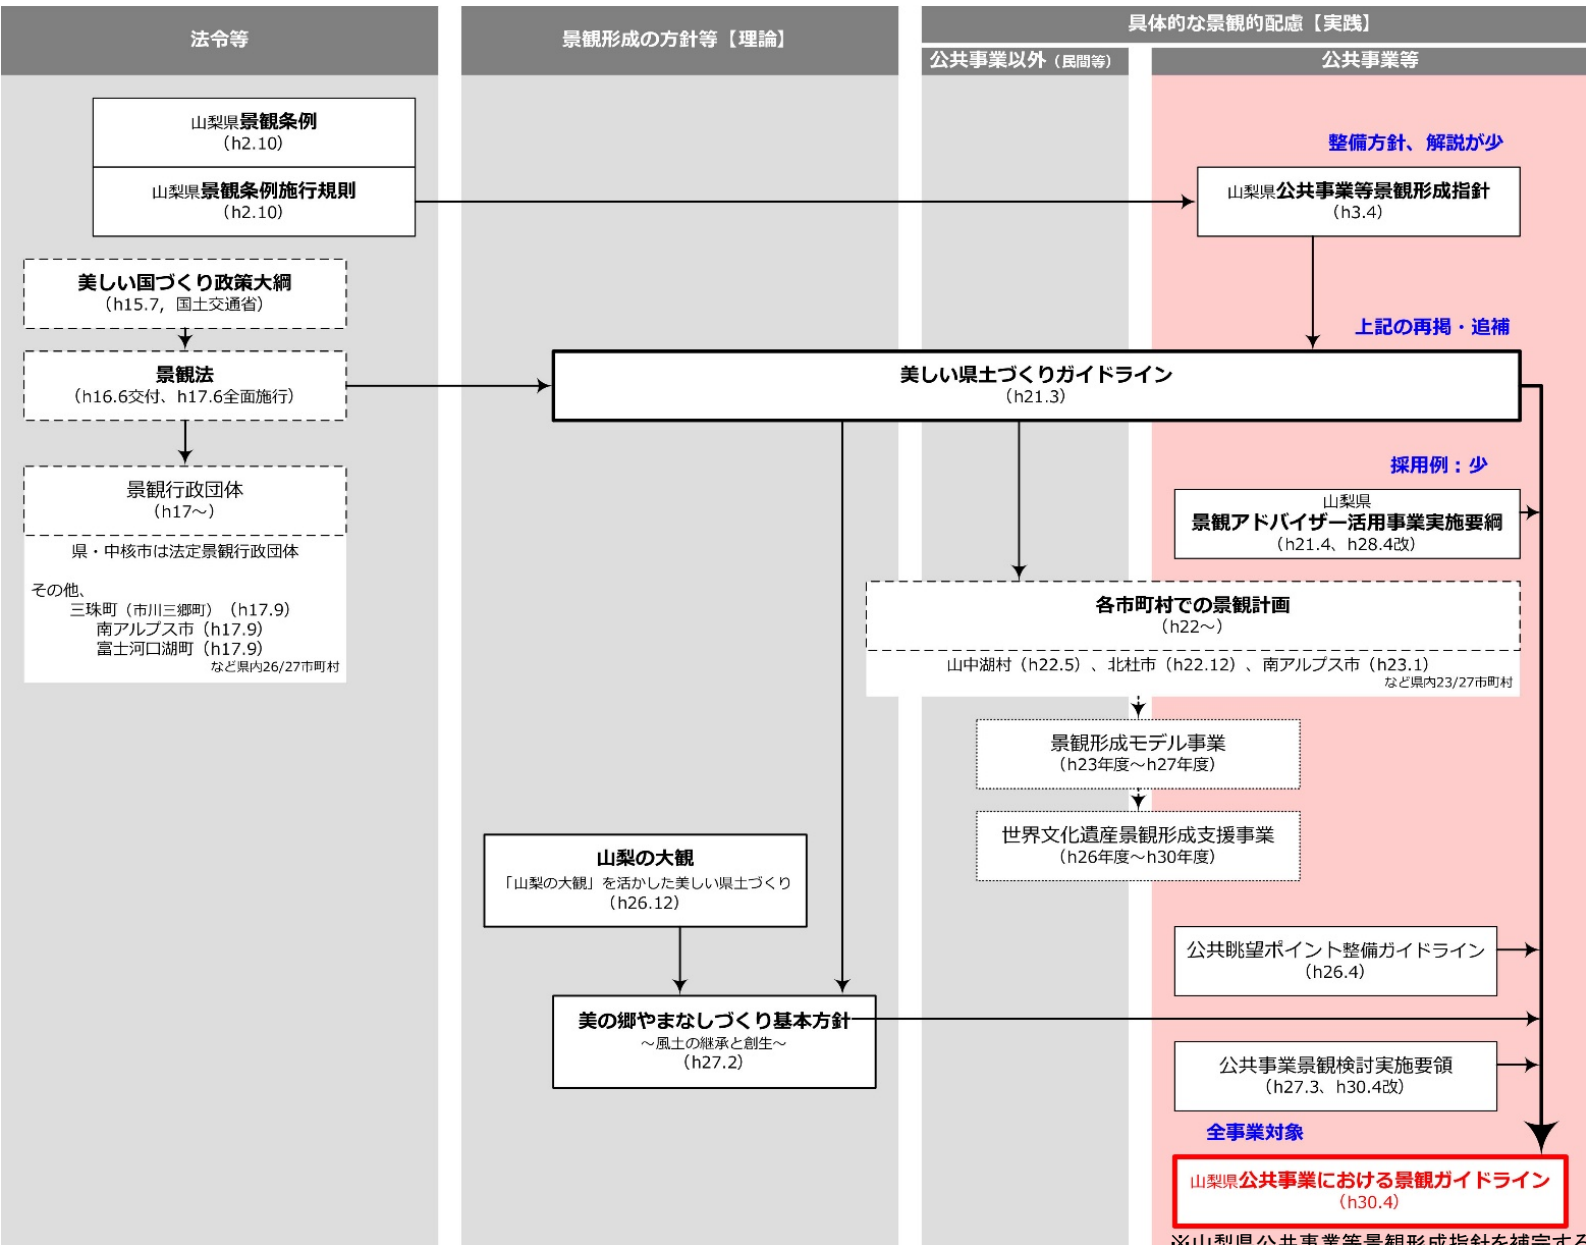 法令等
景観形成の方針等【理論】
具体的な景観的配慮【実践】
公共事業以外（民間等）
公共事業等
山梨県景観条例
（h2.10）
山梨県景観条例施行規則
（h2.10）
整備方針、解説が少
山梨県公共事業等景観形成指針
（h3.4）
美しい国づくり政策大綱
（h15.7，国土交通省）
上記の再掲・追補
景観法
（h16.6交付、h17.6全面施行）
美しい県土づくりガイドライン
（h21.3）
景観行政団体
（h17～）
県・中核市は法定景観行政団体
その他、
三珠町（市川三郷町）（h17.9）
南アルプス市（h17.9）
富士河口湖町（h17.9）
など県内26/27市町村
採用例：少
山梨県
景観アドバイザー活用事業実施要綱
（h21.4、h28.4改）
各市町村での景観計画
（h22～）
山中湖村（h22.5）、北杜市（h22.12）、南アルプス市（h23.1）
など県内23/27市町村
景観形成モデル事業
（h23年度～h27年度）
世界文化遺産景観形成支援事業
（h26年度～h30年度）
山梨の大観
「山梨の大観」を活かした美しい県土づくり
（h26.12）
公共眺望ポイント整備ガイドライン
（h26.4）
美の郷やまなしづくり基本方針
～風土の継承と創生～
（h27.2）
公共事業景観検討実施要領
（h27.3、h30.4改）
全事業対象
山梨県公共事業における景観ガイドライン
（h30.4）
※山梨県公共事業等景観形成指針を補完する